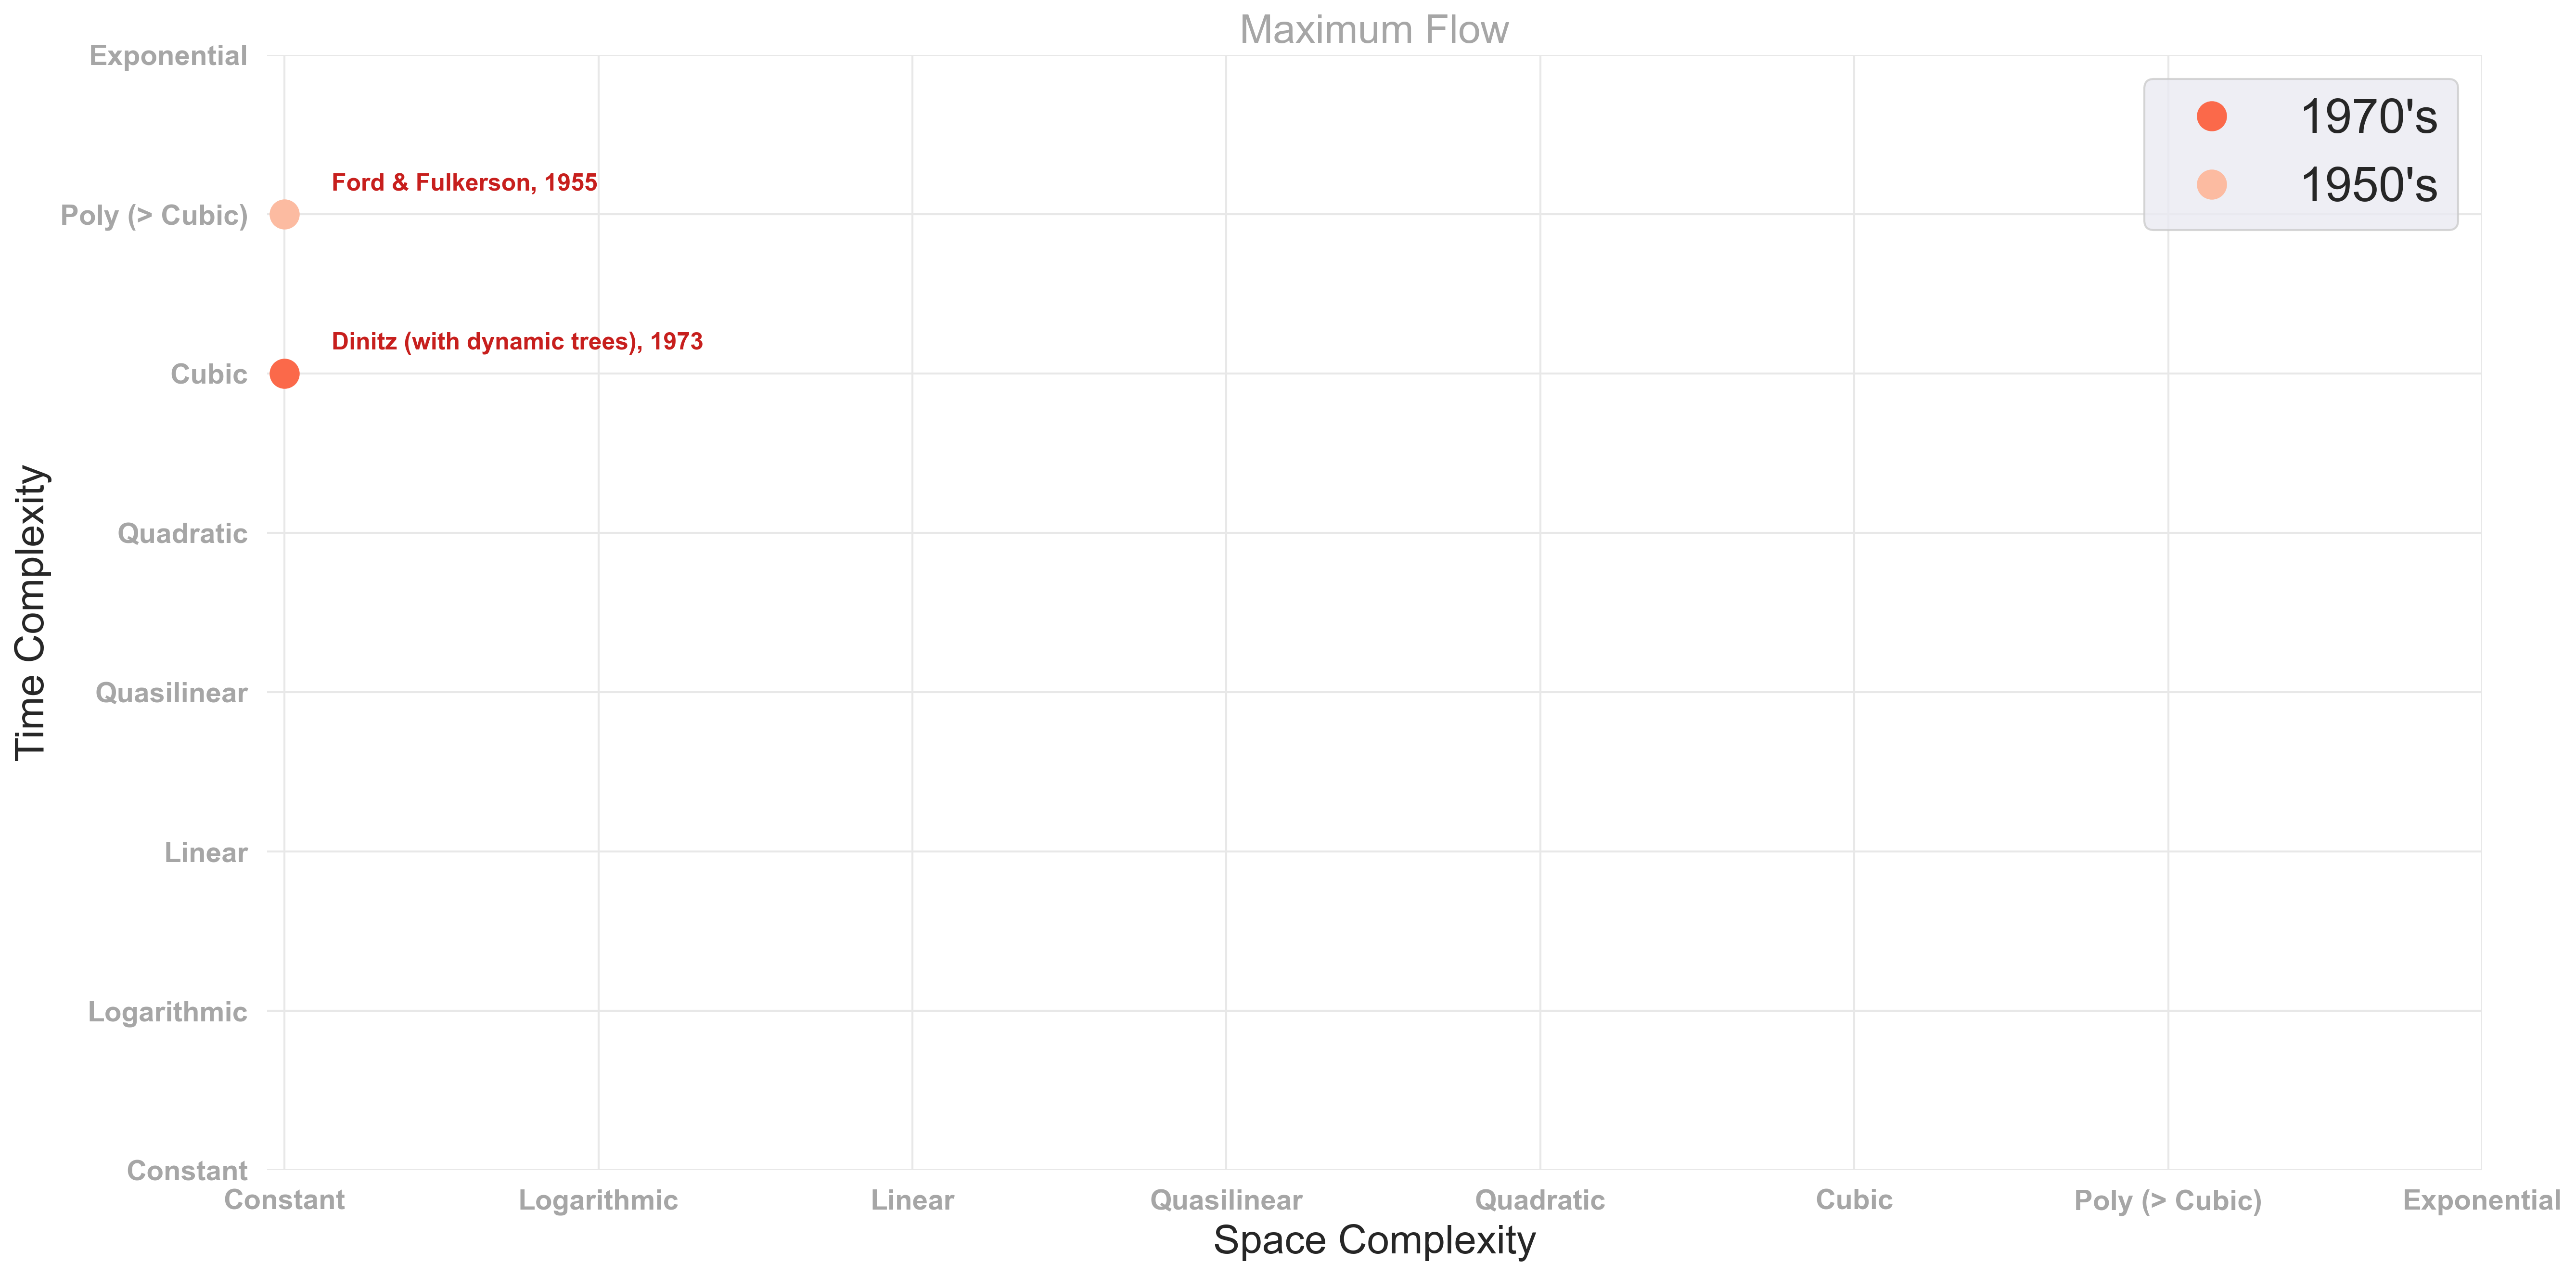 Maximum Flow
Exponential
1970's
Ford & Fulkerson, 1955
1950's
Poly (> Cubic)
Dinitz (with dynamic trees), 1973
Cubic
Quadratic
Time Complexity
Quasilinear
Linear
Logarithmic
Constant
Constant
Logarithmic
Linear
Quasilinear
Quadratic
Cubic
Poly (> Cubic)
Exponential
Space Complexity